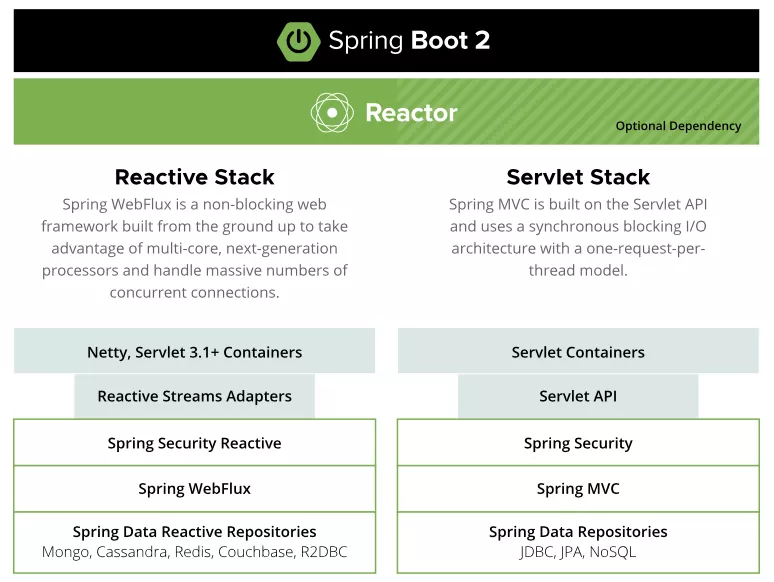 Spring Boot 2
Reactor
Optional Dependency
Reactive Stack
Spring WebFlux is a non-blocking web
framework built from the ground up to take
advantage of multi-core, next-generation
processors and handle massive numbers of
concurrent connections.
Servlet Stack
Spring MVC is built on the Servlet API
and uses a synchronous blocking I/O
architecture with a one-request-per-
thread model.
Netty, Servlet 3.1+ Containers
Reactive Streams Adapters
Spring Security Reactive
Spring WebFlux
Spring Data Reactive Repositories
Mongo, Cassandra, Redis, Couchbase, R2DBC
Servlet Containers
Servlet API
Spring Security
Spring MVC
Spring Data Repositories
JDBC, JPA, NoSQL